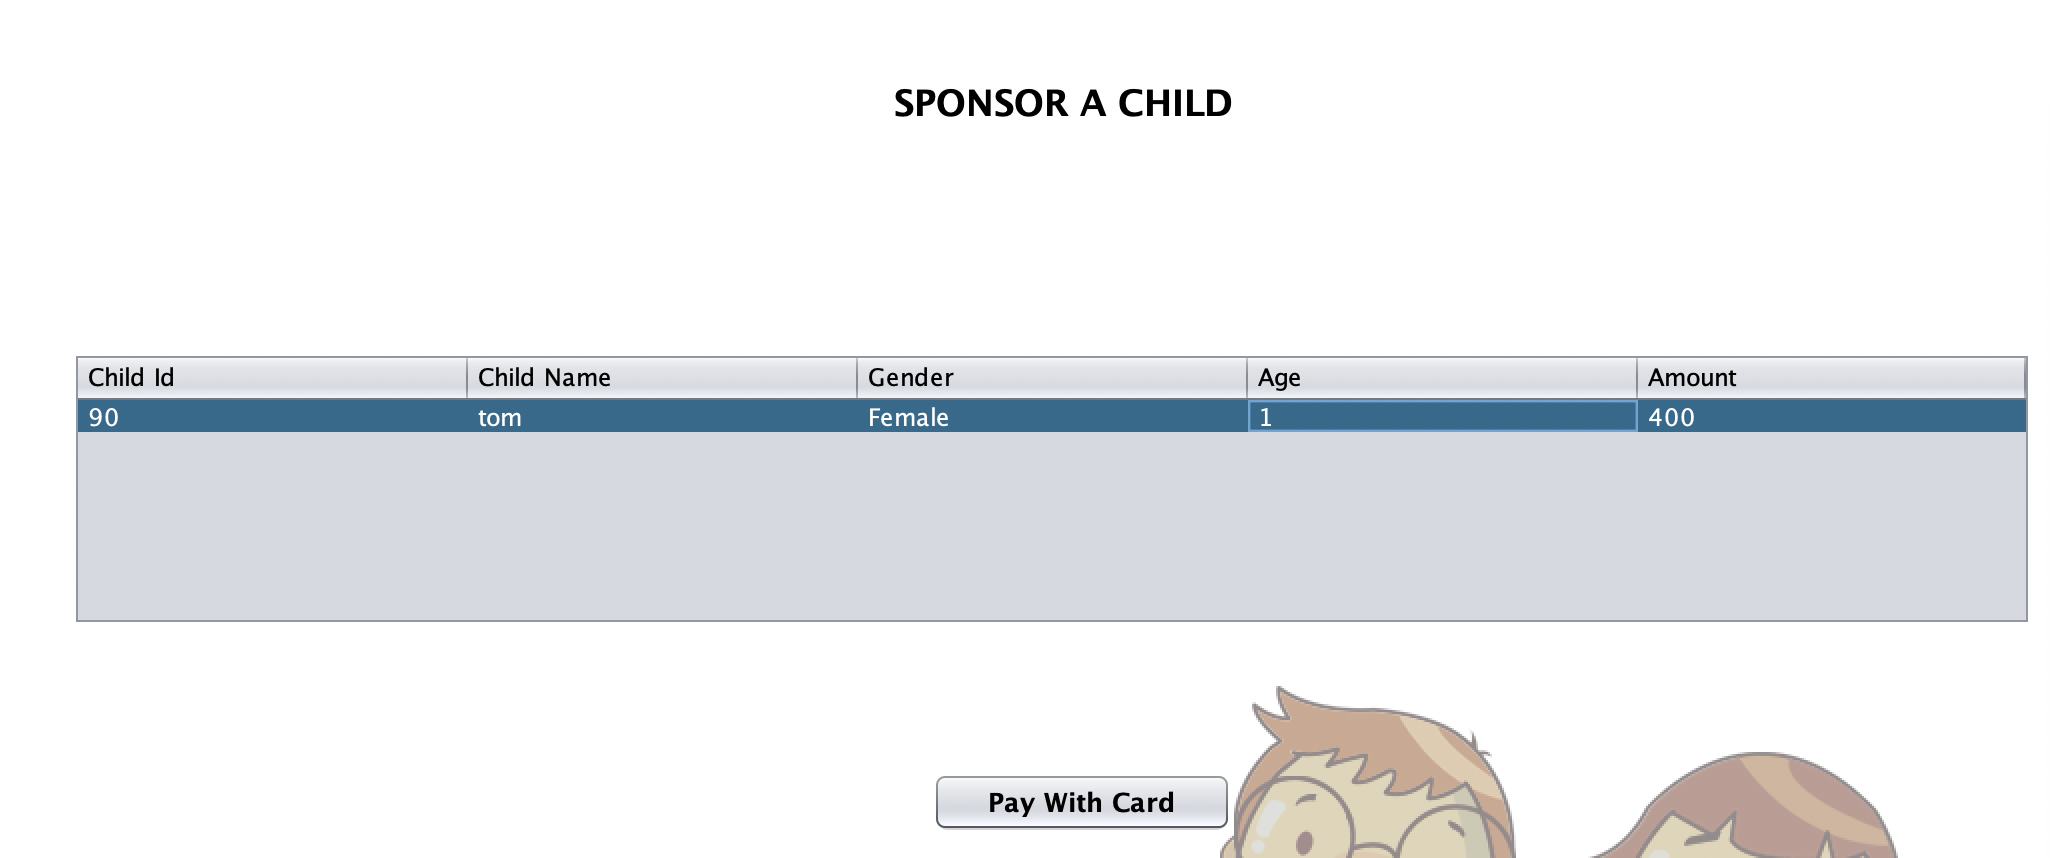 SPONSOR A CHILD
Child Id Child Name Gender Age Amount
90 tom Female 1 400
Pay With Card